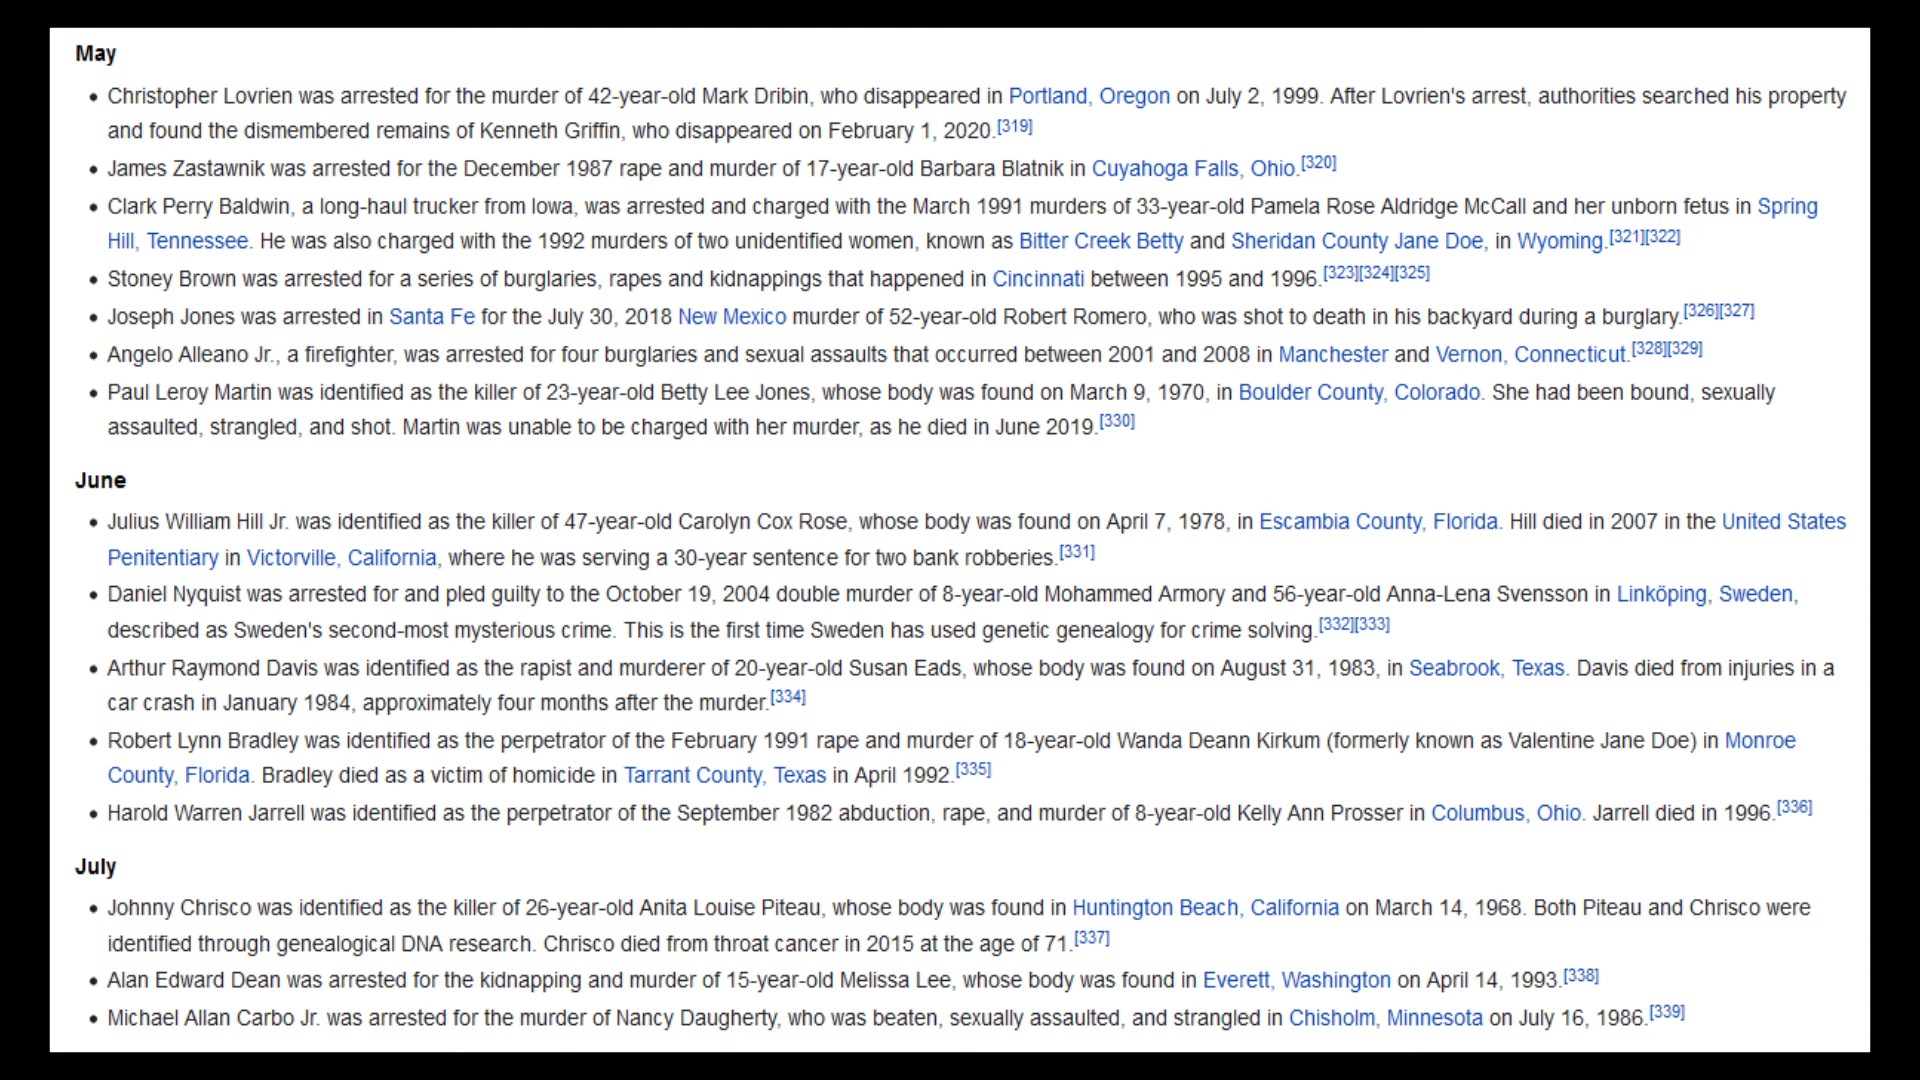 May
• Christopher Lovrien was arrested for the murder of 42-year-old Mark Dribin, who disappeared in Portland, Oregon on July 2, 1999. After Lovrien's arrest, authorities searched his property
and found the dismembered remains of Kenneth Griffin, who disappeared on February 1, 2020.[319]
• James Zastawnik was arrested for the December 1987 rape and murder of 17-year-old Barbara Blatnik in Cuyahoga Falls, Ohio.[320]
• Clark Perry Baldwin, a long-haul trucker from Iowa, was arrested and charged with the March 1991 murders of 33-year-old Pamela Rose Aldridge McCall and her unborn fetus in Spring
Hill, Tennessee. He was also charged with the 1992 murders of two unidentified women, known as Bitter Creek Betty and Sheridan County Jane Doe, in Wyoming.[321][322]
• Stoney Brown was arrested for a series of burglaries, rapes and kidnappings that happened in Cincinnati between 1995 and 1996.[323][324][325]
• Joseph Jones was arrested in Santa Fe for the July 30, 2018 New Mexico murder of 52-year-old Robert Romero, who was shot to death in his backyard during a burglary.[326][327]
• Angelo Alleano Jr., a firefighter, was arrested for four burglaries and sexual assaults that occurred between 2001 and 2008 in Manchester and Vernon, Connecticut.[328][329]
• Paul Leroy Martin was identified as the killer of 23-year-old Betty Lee Jones, whose body was found on March 9, 1970, in Boulder County, Colorado. She had been bound, sexually
assaulted, strangled, and shot. Martin was unable to be charged with her murder, as he died in June 2019.[330]
June
• Julius William Hill Jr. was identified as the killer of 47-year-old Carolyn Cox Rose, whose body was found on April 7, 1978, in Escambia County, Florida. Hill died in 2007 in the United States
Penitentiary in Victorville, California, where he was serving a 30-year sentence for two bank robberies.[331]
• Daniel Nyquist was arrested for and pled guilty to the October 19, 2004 double murder of 8-year-old Mohammed Armory and 56-year-old Anna-Lena Svensson in Linköping, Sweden,
described as Sweden's second-most mysterious crime. This is the first time Sweden has used genetic genealogy for crime solving.[332][333]
• Arthur Raymond Davis was identified as the rapist and murderer of 20-year-old Susan Eads, whose body was found on August 31, 1983, in Seabrook, Texas. Davis died from injuries in a
car crash in January 1984, approximately four months after the murder.[334]
• Robert Lynn Bradley was identified as the perpetrator of the February 1991 rape and murder of 18-year-old Wanda Deann Kirkum (formerly known as Valentine Jane Doe) in Monroe
County, Florida. Bradley died as a victim of homicide in Tarrant County, Texas in April 1992.[335]
• Harold Warren Jarrell was identified as the perpetrator of the September 1982 abduction, rape, and murder of 8-year-old Kelly Ann Prosser in Columbus, Ohio. Jarrell died in 1996.[336]
July
• Johnny Chrisco was identified as the killer of 26-year-old Anita Louise Piteau, whose body was found in Huntington Beach, California on March 14, 1968. Both Piteau and Chrisco were
identified through genealogical DNA research. Chrisco died from throat cancer in 2015 at the age of 71.[337]
• Alan Edward Dean was arrested for the kidnapping and murder of 15-year-old Melissa Lee, whose body was found in Everett, Washington on April 14, 1993.[338]
• Michael Allan Carbo Jr. was arrested for the murder of Nancy Daugherty, who was beaten, sexually assaulted, and strangled in Chisholm, Minnesota on July 16, 1986.[339]